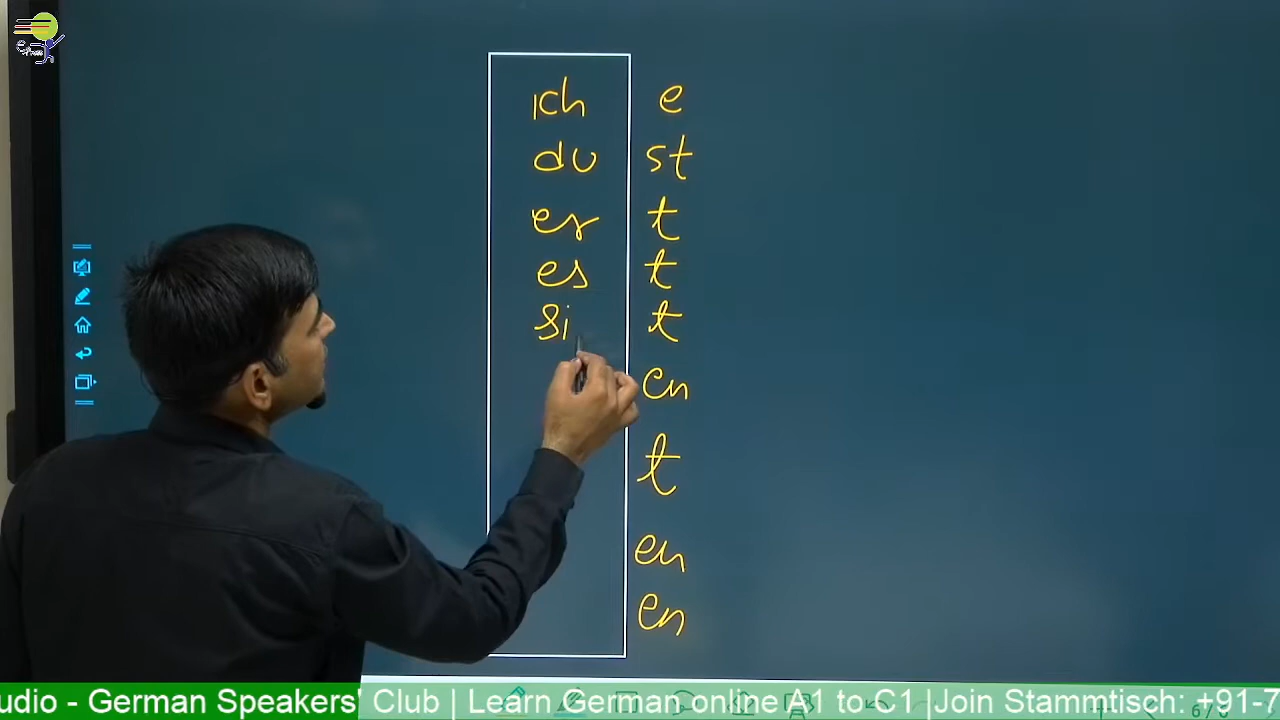 Ich e
du st
er t
es t
si t
en
t
en
en
udio - German Speakers' Club | Learn German online A1 to C1 |Join Stammtisch: +91-7